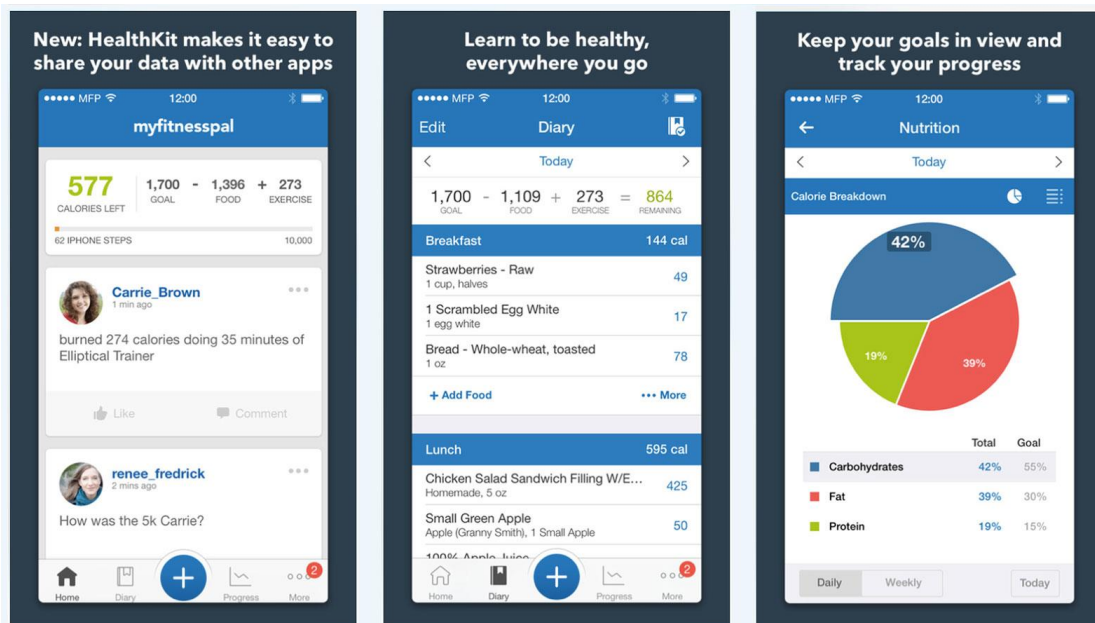 New: HealthKit makes it easy to
share your data with other apps
MFP 12:00
myfitnesspal
577 1,700 - 1,396 + 273
CALORIES LEFT GOAL FOOD EXERCISE
62 IPHONE STEPS 10,000
Carrie_Brown
1 min ago
burned 274 calories doing 35 minutes of
Elliptical Trainer
Like Comment
renee_fredrick
2 mins ago
How was the 5k Carrie?
2
Home Diary + Progress More
Learn to be healthy,
everywhere you go
MFP 12:00
Edit Diary
< Today >
1,700 - 1,109 + 273 = 864
GOAL FOOD EXERCISE REMAINING
Breakfast 144 cal
Strawberries - Raw 49
1 cup, halves
1 Scrambled Egg White 17
1 egg white
Bread - Whole-wheat, toasted 78
1 oz
+ Add Food ••• More
Lunch 595 cal
Chicken Salad Sandwich Filling W/E... 425
Homemade, 5 oz
Small Green Apple 50
Apple (Granny Smith), 1 Small Apple
100% Apple Juice
2
Home Diary + Progress More
Keep your goals in view and
track your progress
MFP 12:00
Nutrition
< Today >
Calorie Breakdown
42%
19% 39%
Total Goal
Carbohydrates 42% 55%
Fat 39% 30%
Protein 19% 15%
Daily Weekly Today